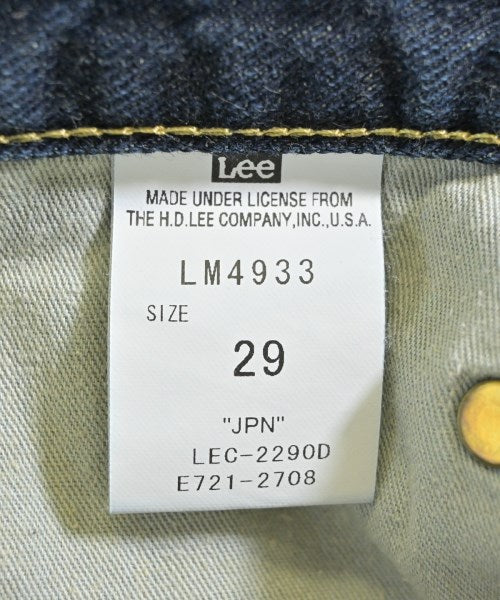 Lee
MADE UNDER LICENSE FROM
THE H.D.LEE COMPANY,INC.,U.S.A.
LM4933
SIZE
29
"JPN"
LEC-2290D
E721-2708